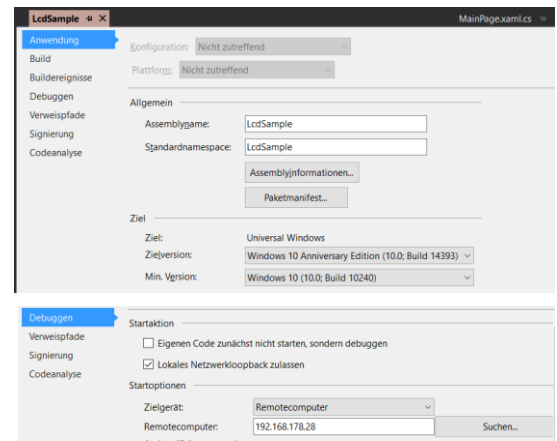 LcdSample MainPage.xaml.cs
Anwendung
Build
Buildereignisse
Debuggen
Verweispfade
Signierung
Codeanalyse
Konfiguration: Nicht zutreffend
Plattform: Nicht zutreffend
Allgemein
Assemblyname: LcdSample
Standardnamespace: LcdSample
Assemblyinformationen...
Paketmanifest...
Ziel
Ziel: Universal Windows
Zielversion: Windows 10 Anniversary Edition (10.0; Build 14393)
Min. Version: Windows 10 (10.0; Build 10240)
Debuggen
Verweispfade
Signierung
Codeanalyse
Startaktion
Eigenen Code zunächst nicht starten, sondern debuggen
Lokales Netzwerkloopback zulassen
Startoptionen
Zielgerät: Remotecomputer
Remotecomputer: 192.168.178.28 Suchen...